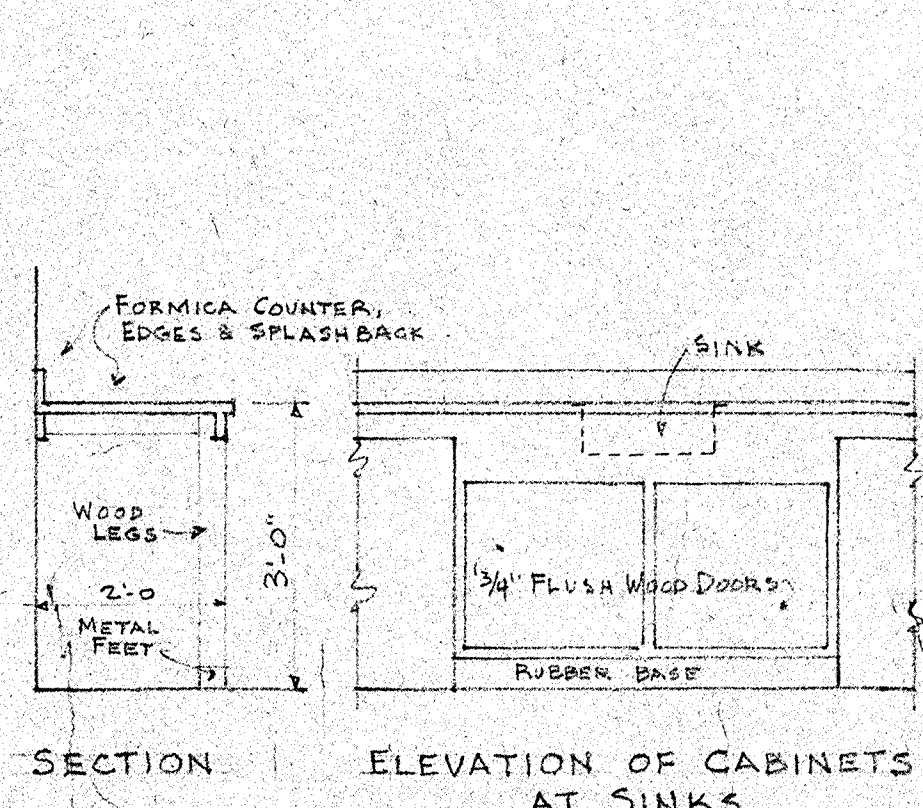 FORMICA COUNTER,
EDGES & SPLASHBACK
WOOD
LEGS
2'-0
METAL
FEET
3'-0"
SECTION
SINK
3/4" FLUSH WOOD DOORS
RUBBER BASE
ELEVATION OF CABINETS
AT SINKS